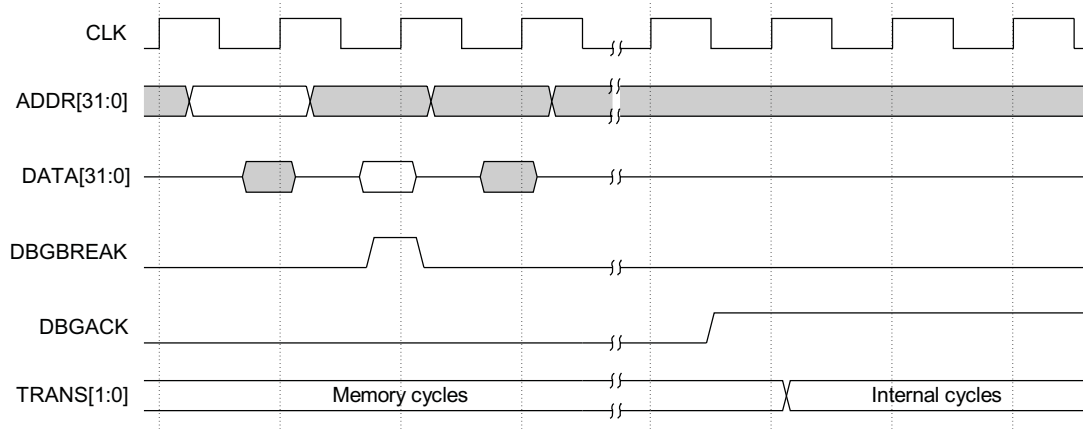 CLK
ADDR[31:0]
DATA[31:0]
DBGBREAK
DBGACK
TRANS[1:0] Memory cycles Internal cycles